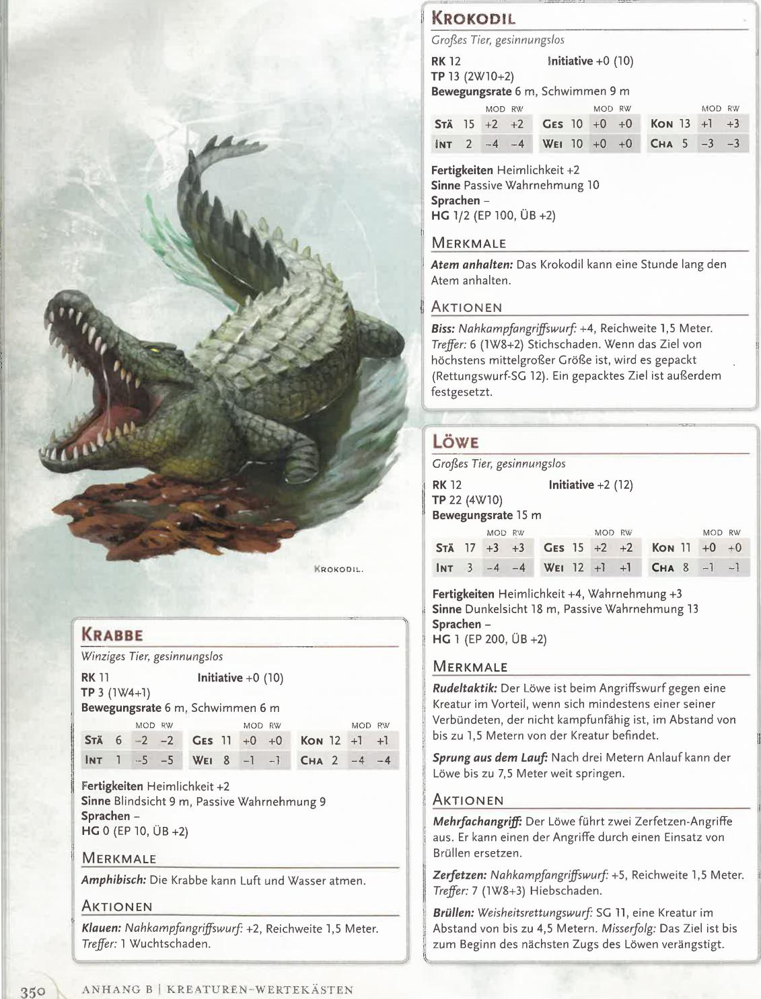 KROKODIL
Großes Tier, gesinnungslos
RK 12 Initiative +0 (10)
TP 13 (2W10+2)
Bewegungsrate 6 m, Schwimmen 9 m
MOD RW MOD RW MOD RW
STÄ 15 +2 +2 GES 10 +0 +0 KON 13 +1 +3
INT 2 −4 −4 WEI 10 +0 +0 CHA 5 −3 −3
Fertigkeiten Heimlichkeit +2
Sinne Passive Wahrnehmung 10
Sprachen –
HG 1/2 (EP 100, ÜB +2)
MERKMALE
Atem anhalten: Das Krokodil kann eine Stunde lang den
Atem anhalten.
AKTIONEN
Biss: Nahkampfangriffswurf: +4, Reichweite 1,5 Meter.
Treffer: 6 (1W8+2) Stichschaden. Wenn das Ziel von
höchstens mittelgroßer Größe ist, wird es gepackt
(Rettungswurf-SG 12). Ein gepacktes Ziel ist außerdem
festgesetzt.
KROKODIL.
KRABBE
Winziges Tier, gesinnungslos
RK 11 Initiative +0 (10)
TP 3 (1W4+1)
Bewegungsrate 6 m, Schwimmen 6 m
MOD RW MOD RW MOD RW
STÄ 6 −2 −2 GES 11 +0 +0 KON 12 +1 +1
INT 1 −5 −5 WEI 8 −1 −1 CHA 2 −4 −4
Fertigkeiten Heimlichkeit +2
Sinne Blindsicht 9 m, Passive Wahrnehmung 9
Sprachen –
HG 0 (EP 10, ÜB +2)
MERKMALE
Amphibisch: Die Krabbe kann Luft und Wasser atmen.
AKTIONEN
Klauen: Nahkampfangriffswurf: +2, Reichweite 1,5 Meter.
Treffer: 1 Wuchtschaden.
LÖWE
Großes Tier, gesinnungslos
RK 12 Initiative +2 (12)
TP 22 (4W10)
Bewegungsrate 15 m
MOD RW MOD RW MOD RW
STÄ 17 +3 +3 GES 15 +2 +2 KON 11 +0 +0
INT 3 −4 −4 WEI 12 +1 +1 CHA 8 −1 −1
Fertigkeiten Heimlichkeit +4, Wahrnehmung +3
Sinne Dunkelsicht 18 m, Passive Wahrnehmung 13
Sprachen –
HG 1 (EP 200, ÜB +2)
MERKMALE
Rudeltaktik: Der Löwe ist beim Angriffswurf gegen eine
Kreatur im Vorteil, wenn sich mindestens einer seiner
Verbündeten, der nicht kampfunfähig ist, im Abstand von
bis zu 1,5 Metern von der Kreatur befindet.
Sprung aus dem Lauf: Nach drei Metern Anlauf kann der
Löwe bis zu 7,5 Meter weit springen.
AKTIONEN
Mehrfachangriff: Der Löwe führt zwei Zerfetzen-Angriffe
aus. Er kann einen der Angriffe durch einen Einsatz von
Brüllen ersetzen.
Zerfetzen: Nahkampfangriffswurf: +5, Reichweite 1,5 Meter.
Treffer: 7 (1W8+3) Hiebschaden.
Brüllen: Weisheitsrettungswurf: SG 11, eine Kreatur im
Abstand von bis zu 4,5 Metern. Misserfolg: Das Ziel ist bis
zum Beginn des nächsten Zugs des Löwen verängstigt.
350 ANHANG B | KREATUREN-WERTEKÄSTEN